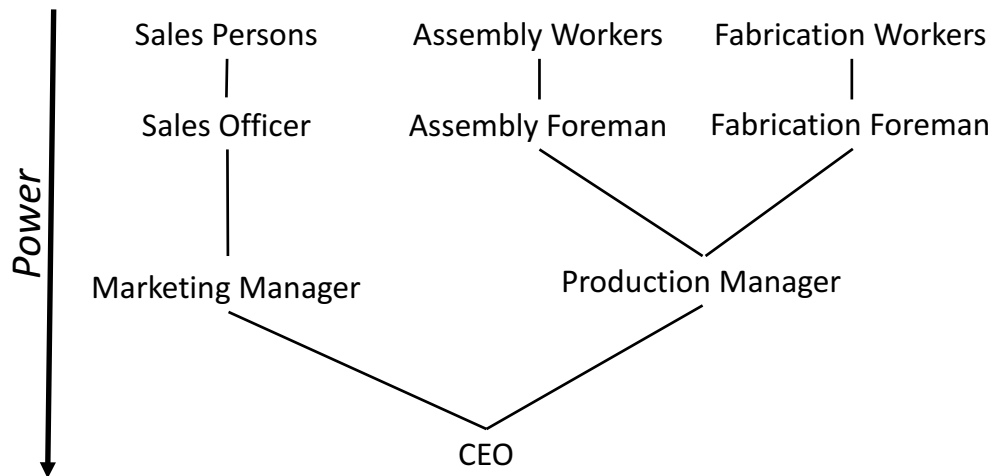 Power
Sales Persons
Assembly Workers
Fabrication Workers
Sales Officer
Assembly Foreman
Fabrication Foreman
Marketing Manager
Production Manager
CEO